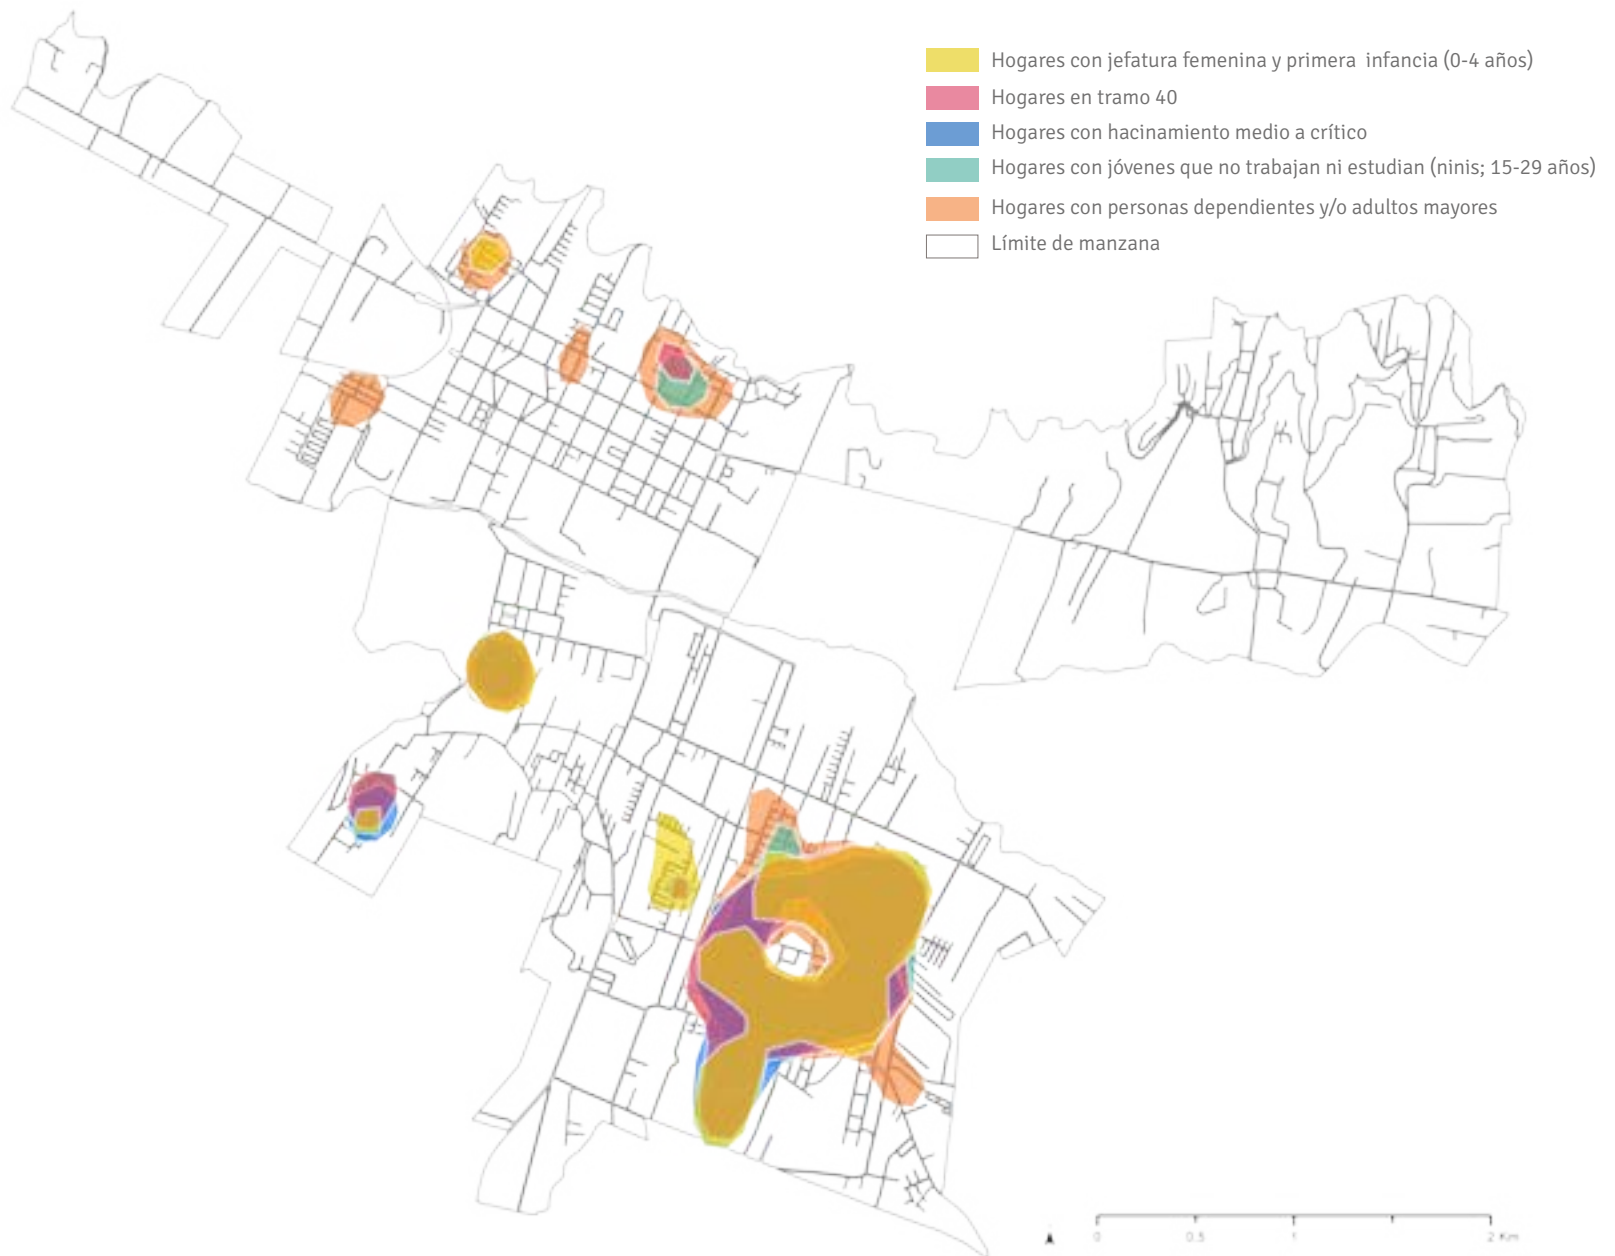 Hogares con jefatura femenina y primera infancia (0-4 años)
Hogares en tramo 40
Hogares con hacinamiento medio a crítico
Hogares con jóvenes que no trabajan ni estudian (ninis; 15-29 años)
Hogares con personas dependientes y/o adultos mayores
Límite de manzana
0 0.5 1 2 Km